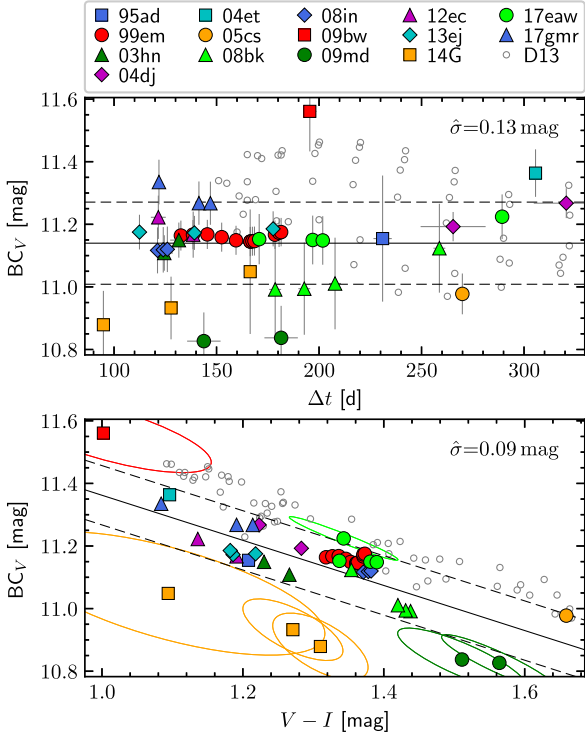 95ad 04et 08in 12ec 17eaw
99em 05cs 09bw 13ej 17gmr
03hn 08bk 09md 14G D13
04dj
11.6
11.4
11.2
11.0
10.8
BC_V [mag]
σ̂=0.13 mag
100 150 200 250 300
Δt [d]
11.6
11.4
11.2
11.0
10.8
BC_V [mag]
σ̂=0.09 mag
1.0 1.2 1.4 1.6
V − I [mag]